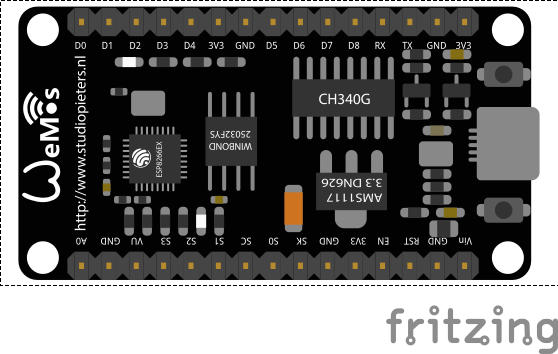 D0 D1 D2 D3 D4 3V3 GND D5 D6 D7 D8 RX TX GND 3V3
WeMos
http://www.studiopieters.nl
ESP8266EX
WINBOND
25032FYS
CH340G
AMS1117
3.3 DN626
A0 GND VU S3 S2 S1 SC S0 SK GND 3V3 EN RST GND Vin
fritzing